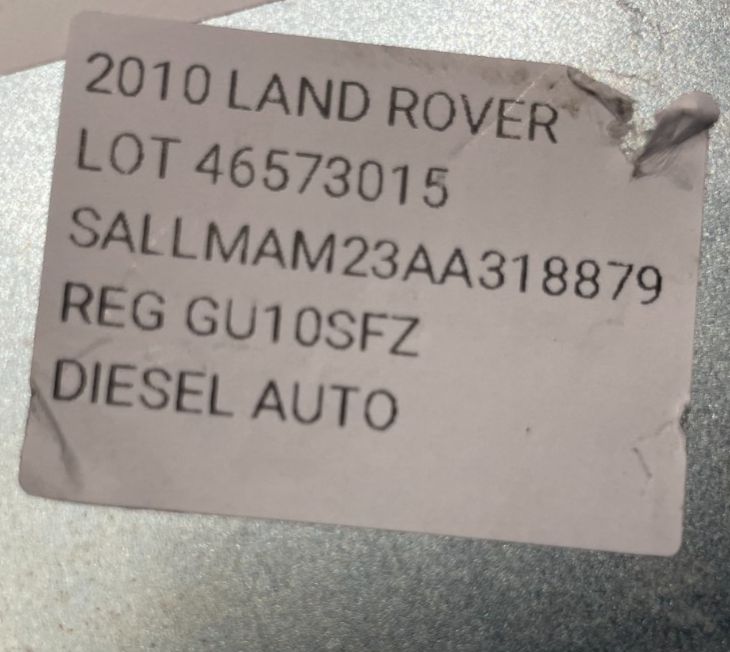 2010 LAND ROVER
LOT 46573015
SALLMAM23AA318879
REG GU10SFZ
DIESEL AUTO